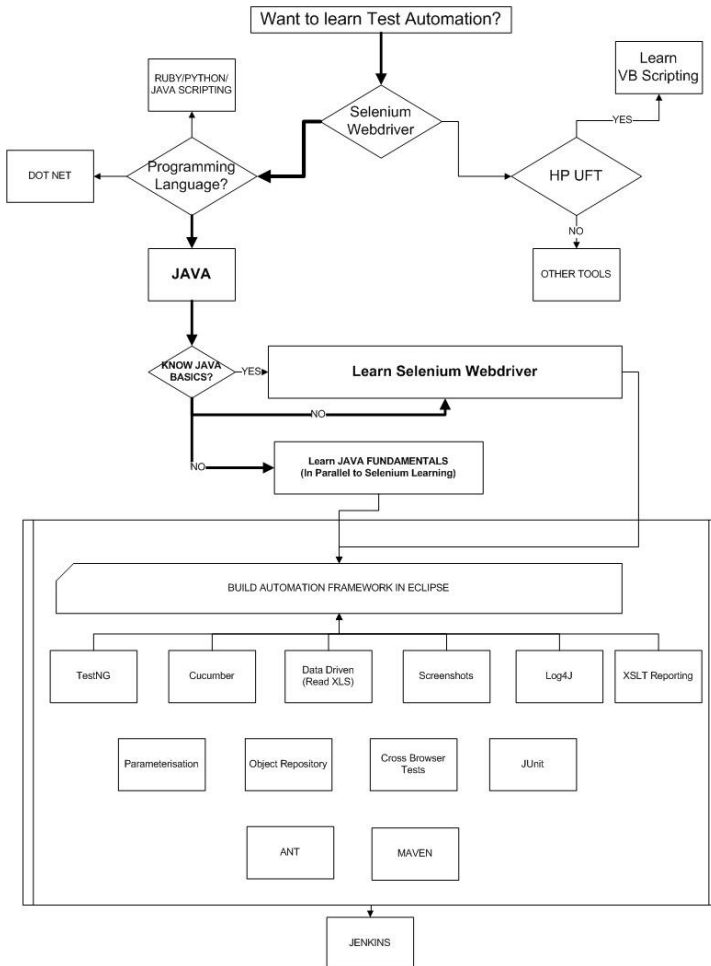 Want to learn Test Automation?
Learn
VB Scripting
RUBY/PYTHON/
JAVA SCRIPTING
Selenium
Webdriver
YES
DOT NET
Programming
Language?
HP UFT
NO
JAVA
OTHER TOOLS
KNOW JAVA
BASICS?
YES
Learn Selenium Webdriver
NO
NO
Learn JAVA FUNDAMENTALS
(In Parallel to Selenium Learning)
BUILD AUTOMATION FRAMEWORK IN ECLIPSE
TestNG
Cucumber
Data Driven
(Read XLS)
Screenshots
Log4J
XSLT Reporting
Parameterisation
Object Repository
Cross Browser
Tests
JUnit
ANT
MAVEN
JENKINS